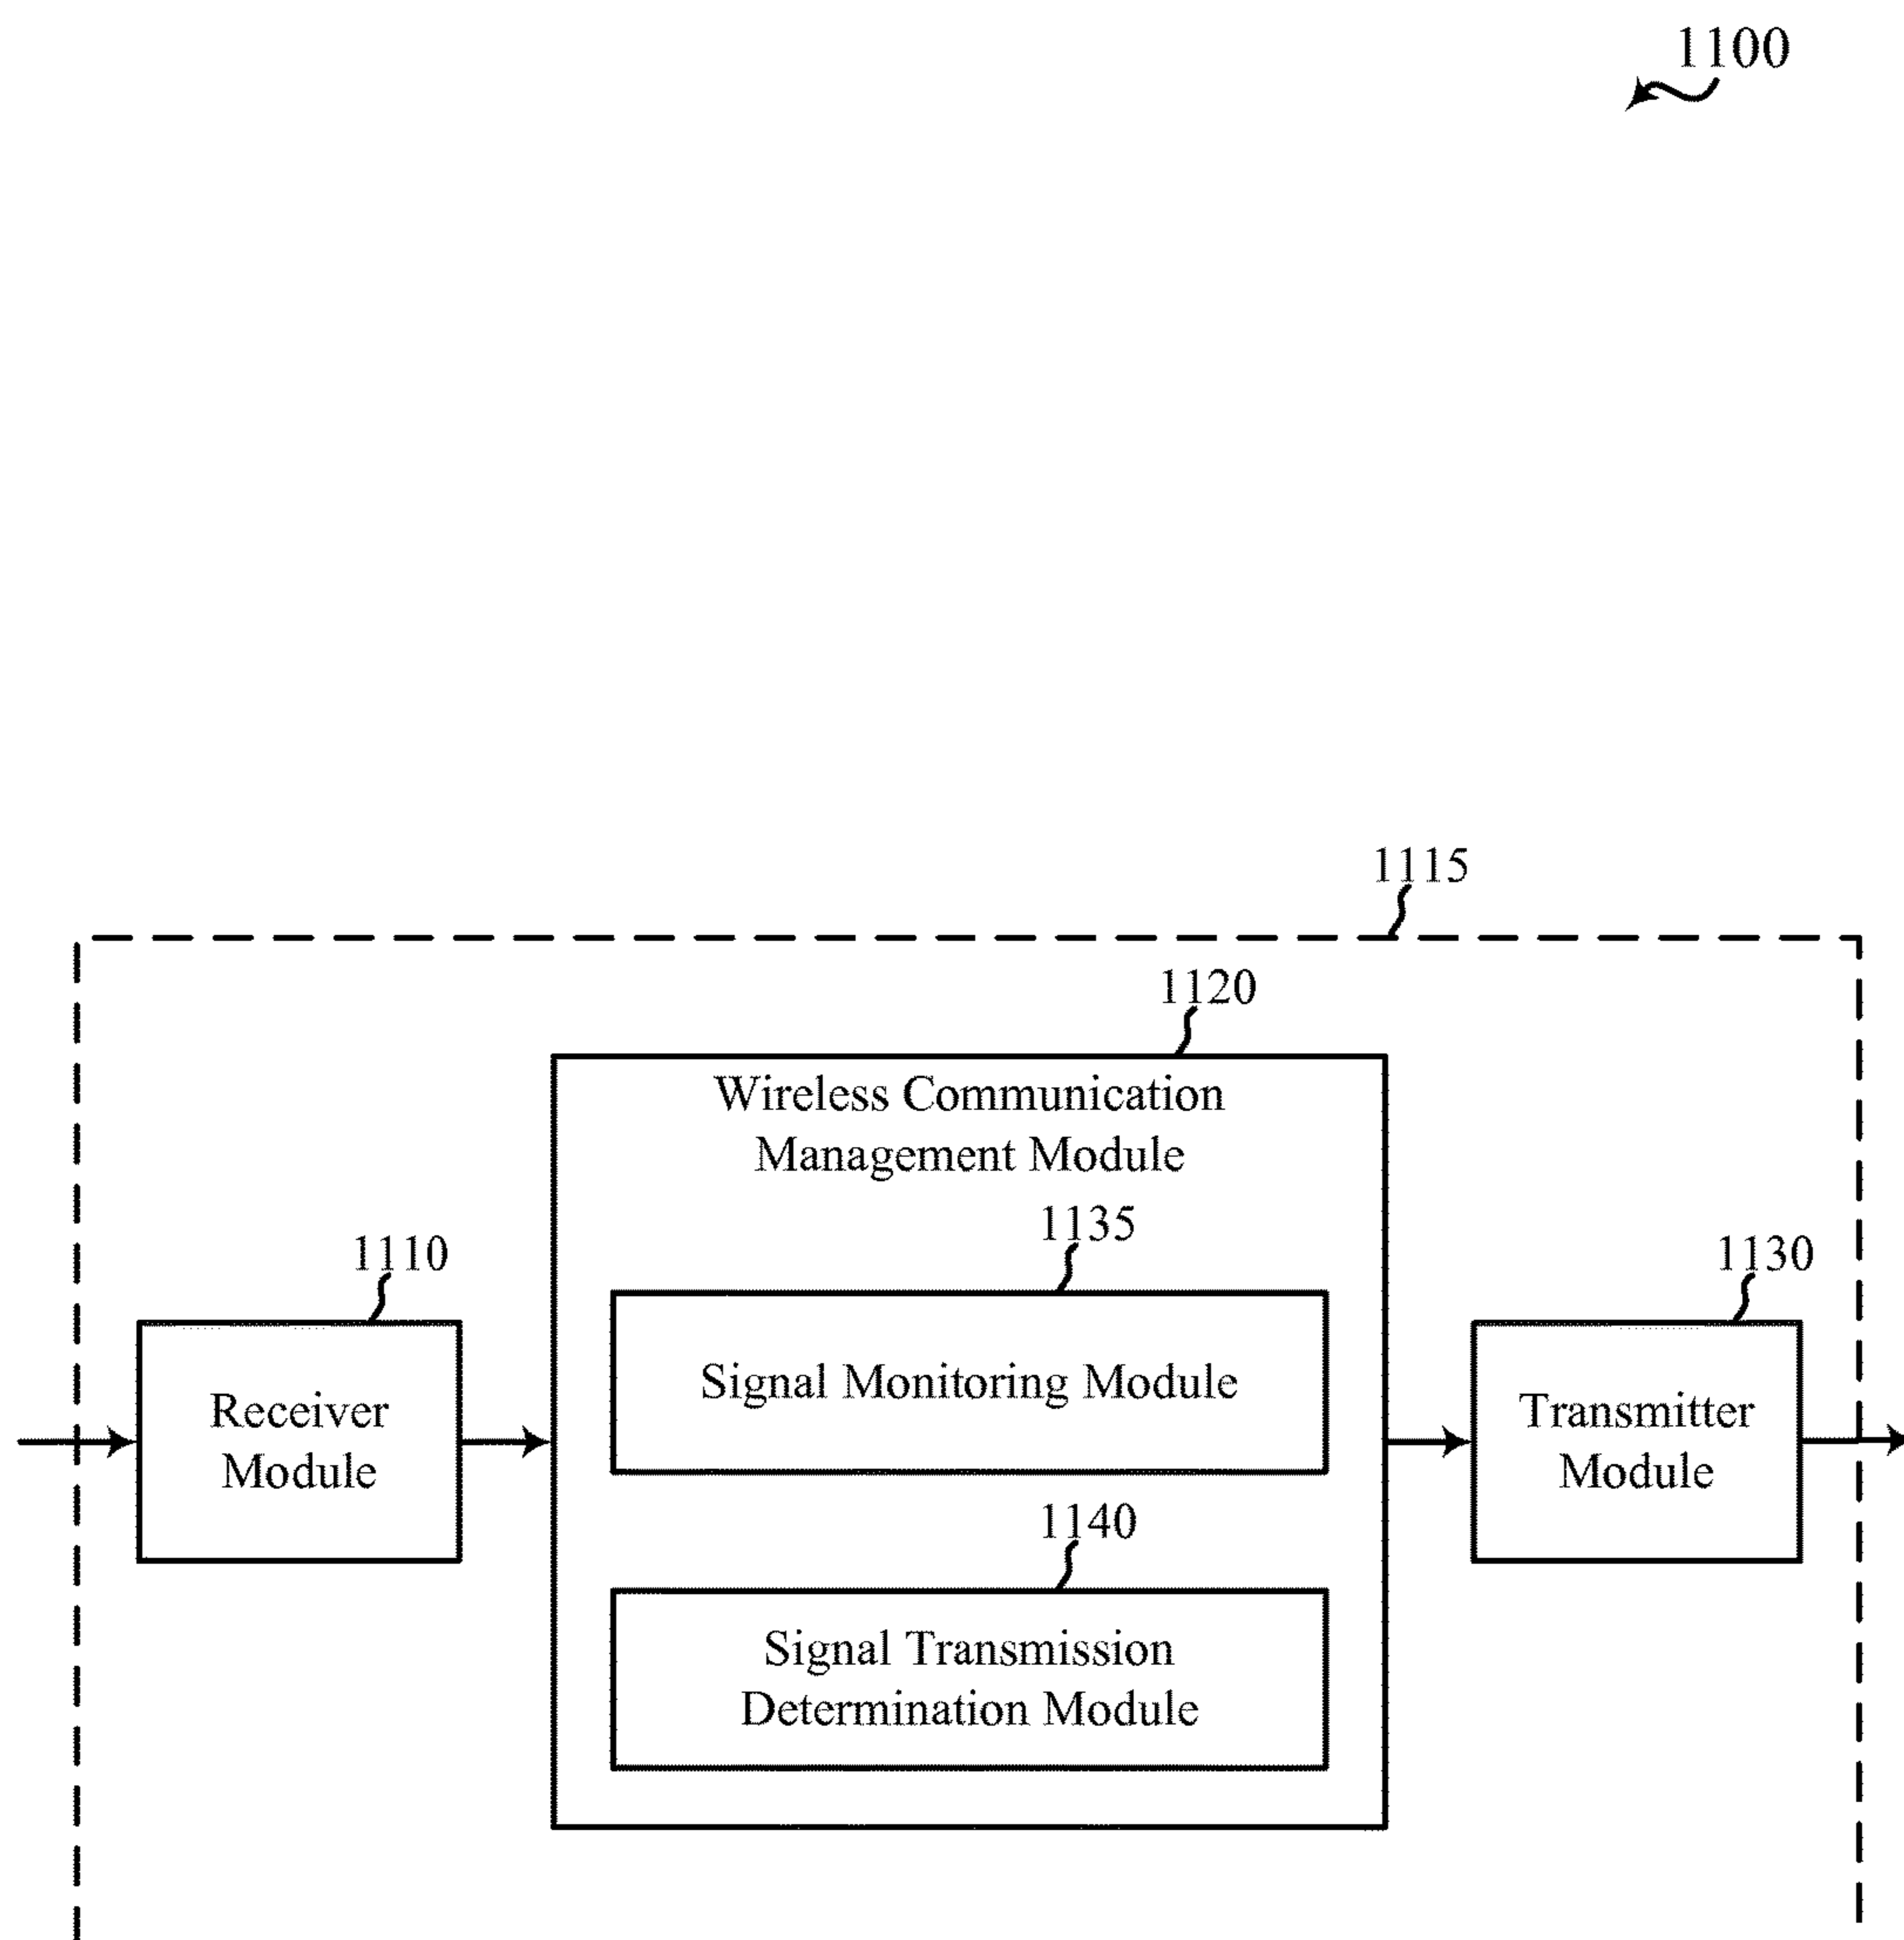 1100
1115
1120
Wireless Communication
Management Module
1135
1110
1130
Signal Monitoring Module
Receiver
Module
Transmitter
Module
1140
Signal Transmission
Determination Module